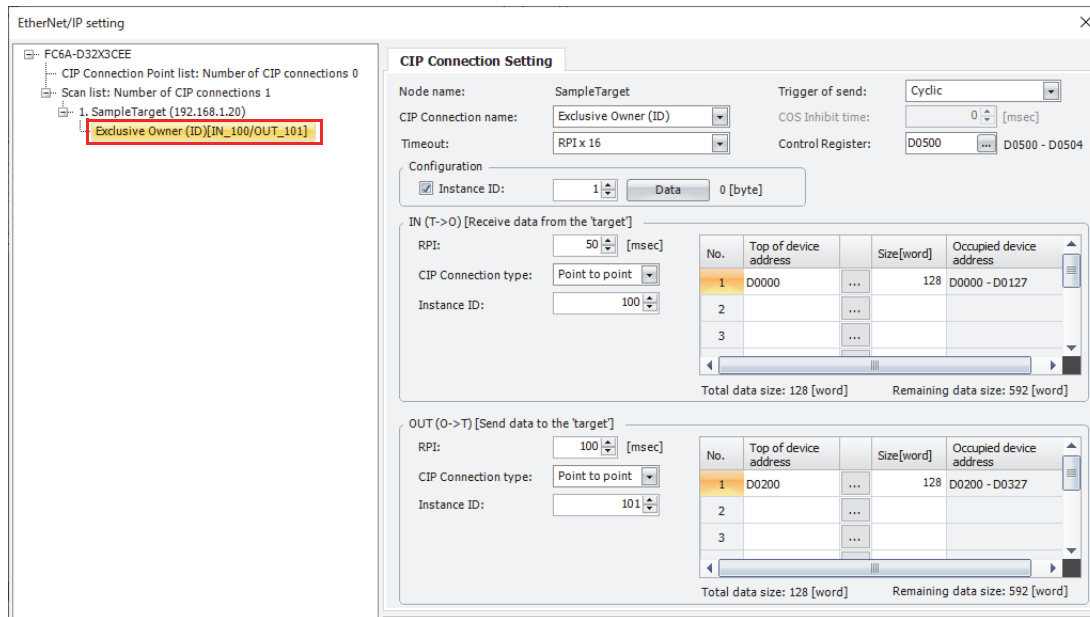 EtherNet/IP setting
FC6A-D32X3CEE
CIP Connection Point list: Number of CIP connections 0
Scan list: Number of CIP connections 1
1. SampleTarget (192.168.1.20)
Exclusive Owner (ID)[IN_100/OUT_101]
CIP Connection Setting
Node name: SampleTarget Trigger of send: Cyclic
CIP Connection name: Exclusive Owner (ID) COS Inhibit time: 0 [msec]
Timeout: RPI x 16 Control Register: D0500 ... D0500 - D0504
Configuration
Instance ID: 1 Data 0 [byte]
IN (T->O) [Receive data from the 'target']
RPI: 50 [msec]
CIP Connection type: Point to point
Instance ID: 100
No. Top of device address Size[word] Occupied device address
1 D0000 ... 128 D0000 - D0127
2 ...
3 ...
Total data size: 128 [word] Remaining data size: 592 [word]
OUT (O->T) [Send data to the 'target']
RPI: 100 [msec]
CIP Connection type: Point to point
Instance ID: 101
No. Top of device address Size[word] Occupied device address
1 D0200 ... 128 D0200 - D0327
2 ...
3 ...
Total data size: 128 [word] Remaining data size: 592 [word]